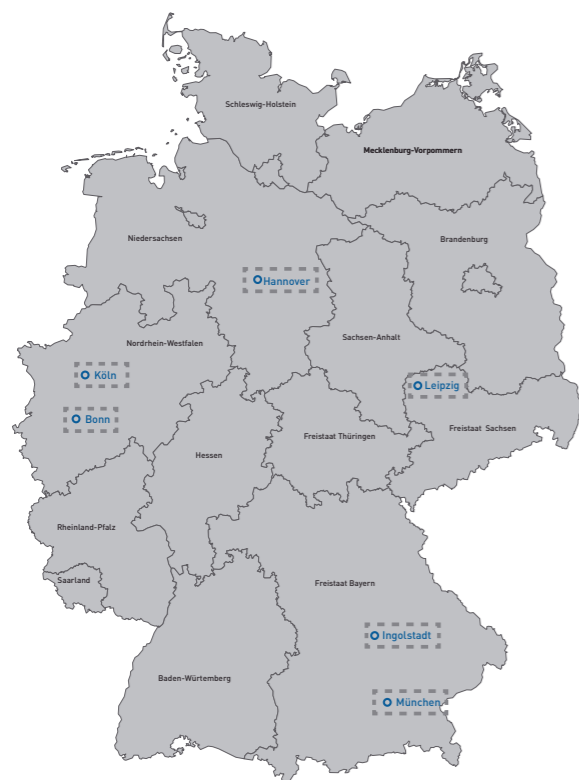 Schleswig-Holstein
Mecklenburg-Vorpommern
Niedersachsen
Brandenburg
Hannover
Sachsen-Anhalt
Nordrhein-Westfalen
Köln
Leipzig
Bonn
Freistaat Sachsen
Freistaat Thüringen
Hessen
Rheinland-Pfalz
Saarland
Freistaat Bayern
Ingolstadt
Baden-Würtemberg
München